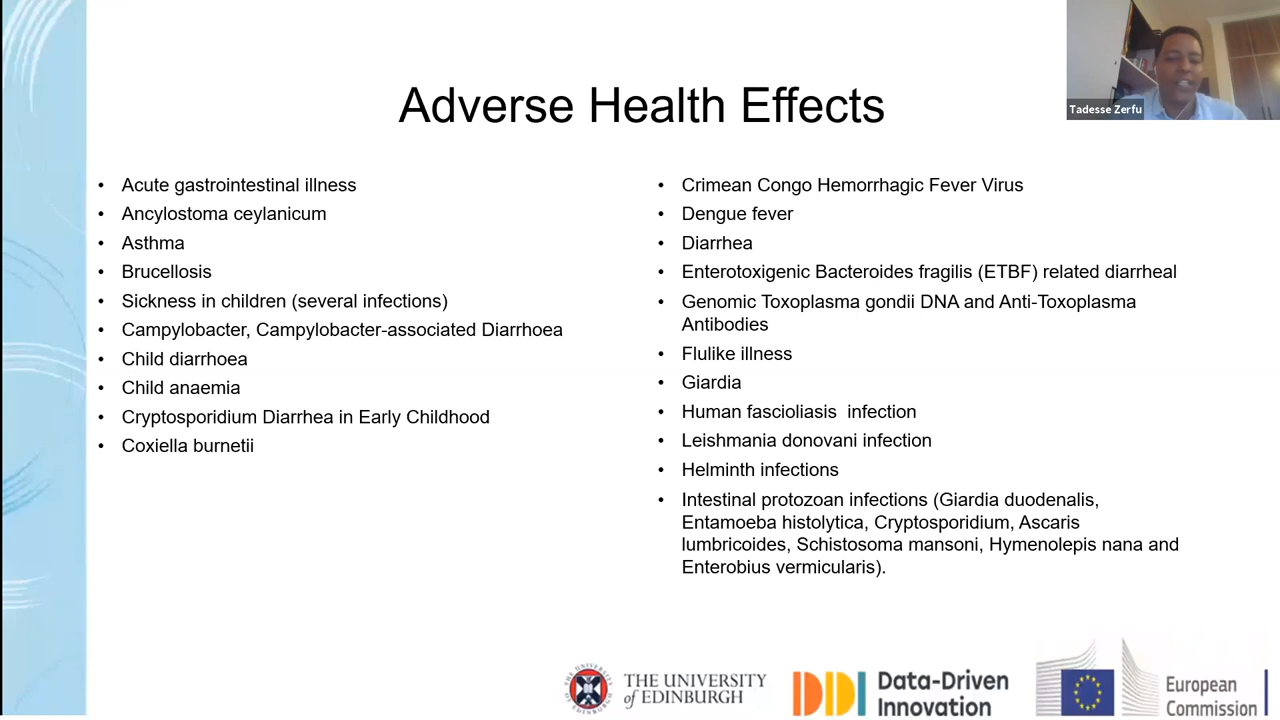 Adverse Health Effects
Tadesse Zerfu
• Acute gastrointestinal illness
• Ancylostoma ceylanicum
• Asthma
• Brucellosis
• Sickness in children (several infections)
• Campylobacter, Campylobacter-associated Diarrhoea
• Child diarrhoea
• Child anaemia
• Cryptosporidium Diarrhea in Early Childhood
• Coxiella burnetii
• Crimean Congo Hemorrhagic Fever Virus
• Dengue fever
• Diarrhea
• Enterotoxigenic Bacteroides fragilis (ETBF) related diarrheal
• Genomic Toxoplasma gondii DNA and Anti-Toxoplasma
Antibodies
• Flulike illness
• Giardia
• Human fascioliasis infection
• Leishmania donovani infection
• Helminth infections
• Intestinal protozoan infections (Giardia duodenalis,
Entamoeba histolytica, Cryptosporidium, Ascaris
lumbricoides, Schistosoma mansoni, Hymenolepis nana and
Enterobius vermicularis).
THE UNIVERSITY
of EDINBURGH
DDI
Data-Driven
Innovation
European
Commission